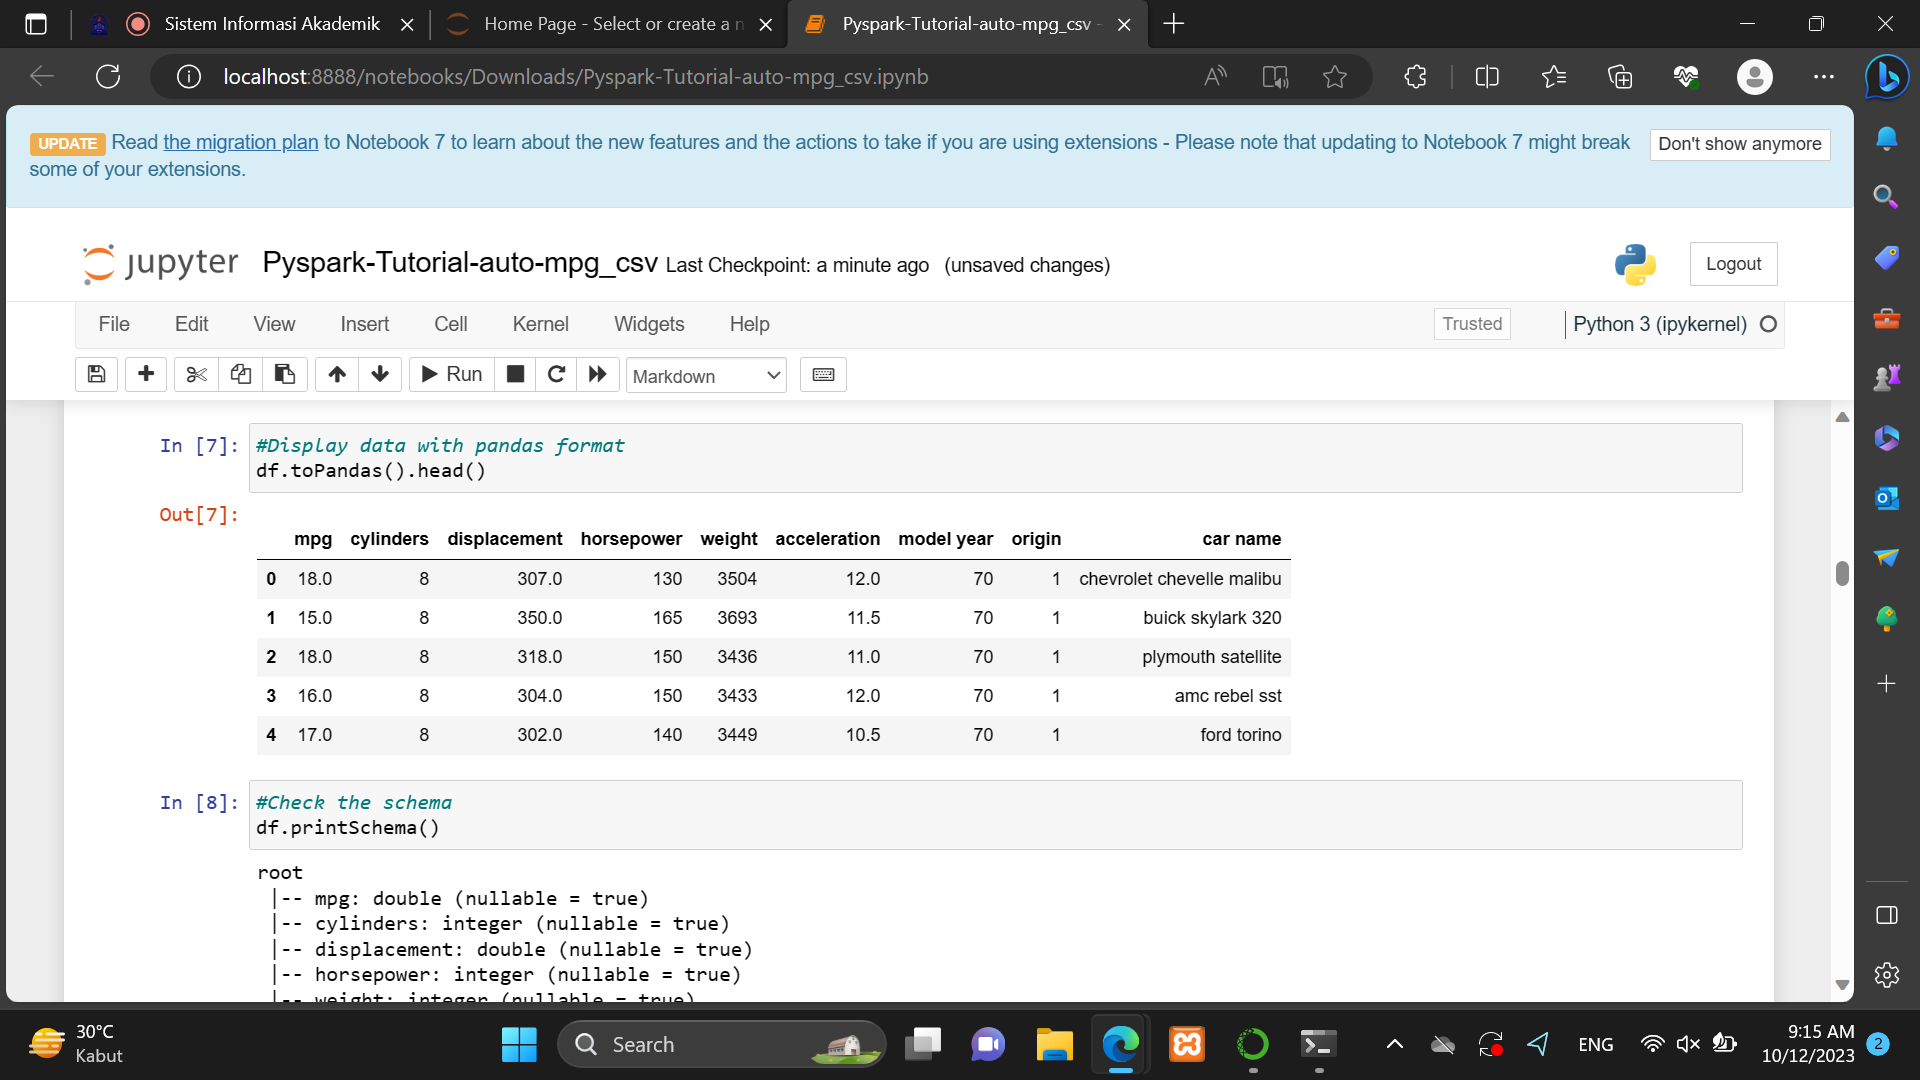 Sistem Informasi Akademik
Home Page - Select or create a n
Pyspark-Tutorial-auto-mpg_csv -
localhost:8888/notebooks/Downloads/Pyspark-Tutorial-auto-mpg_csv.ipynb
UPDATE Read the migration plan to Notebook 7 to learn about the new features and the actions to take if you are using extensions - Please note that updating to Notebook 7 might break
some of your extensions.
Don't show anymore
jupyter Pyspark-Tutorial-auto-mpg_csv Last Checkpoint: a minute ago (unsaved changes)
Logout
File Edit View Insert Cell Kernel Widgets Help
Trusted Python 3 (ipykernel)
Run Markdown
In [7]: #Display data with pandas format
df.toPandas().head()
Out[7]:
mpg cylinders displacement horsepower weight acceleration model year origin car name
0 18.0 8 307.0 130 3504 12.0 70 1 chevrolet chevelle malibu
1 15.0 8 350.0 165 3693 11.5 70 1 buick skylark 320
2 18.0 8 318.0 150 3436 11.0 70 1 plymouth satellite
3 16.0 8 304.0 150 3433 12.0 70 1 amc rebel sst
4 17.0 8 302.0 140 3449 10.5 70 1 ford torino
In [8]: #Check the schema
df.printSchema()
root
|-- mpg: double (nullable = true)
|-- cylinders: integer (nullable = true)
|-- displacement: double (nullable = true)
|-- horsepower: integer (nullable = true)
|-- weight: integer (nullable = true)
30°C
Kabut
Search
ENG
9:15 AM
10/12/2023
2